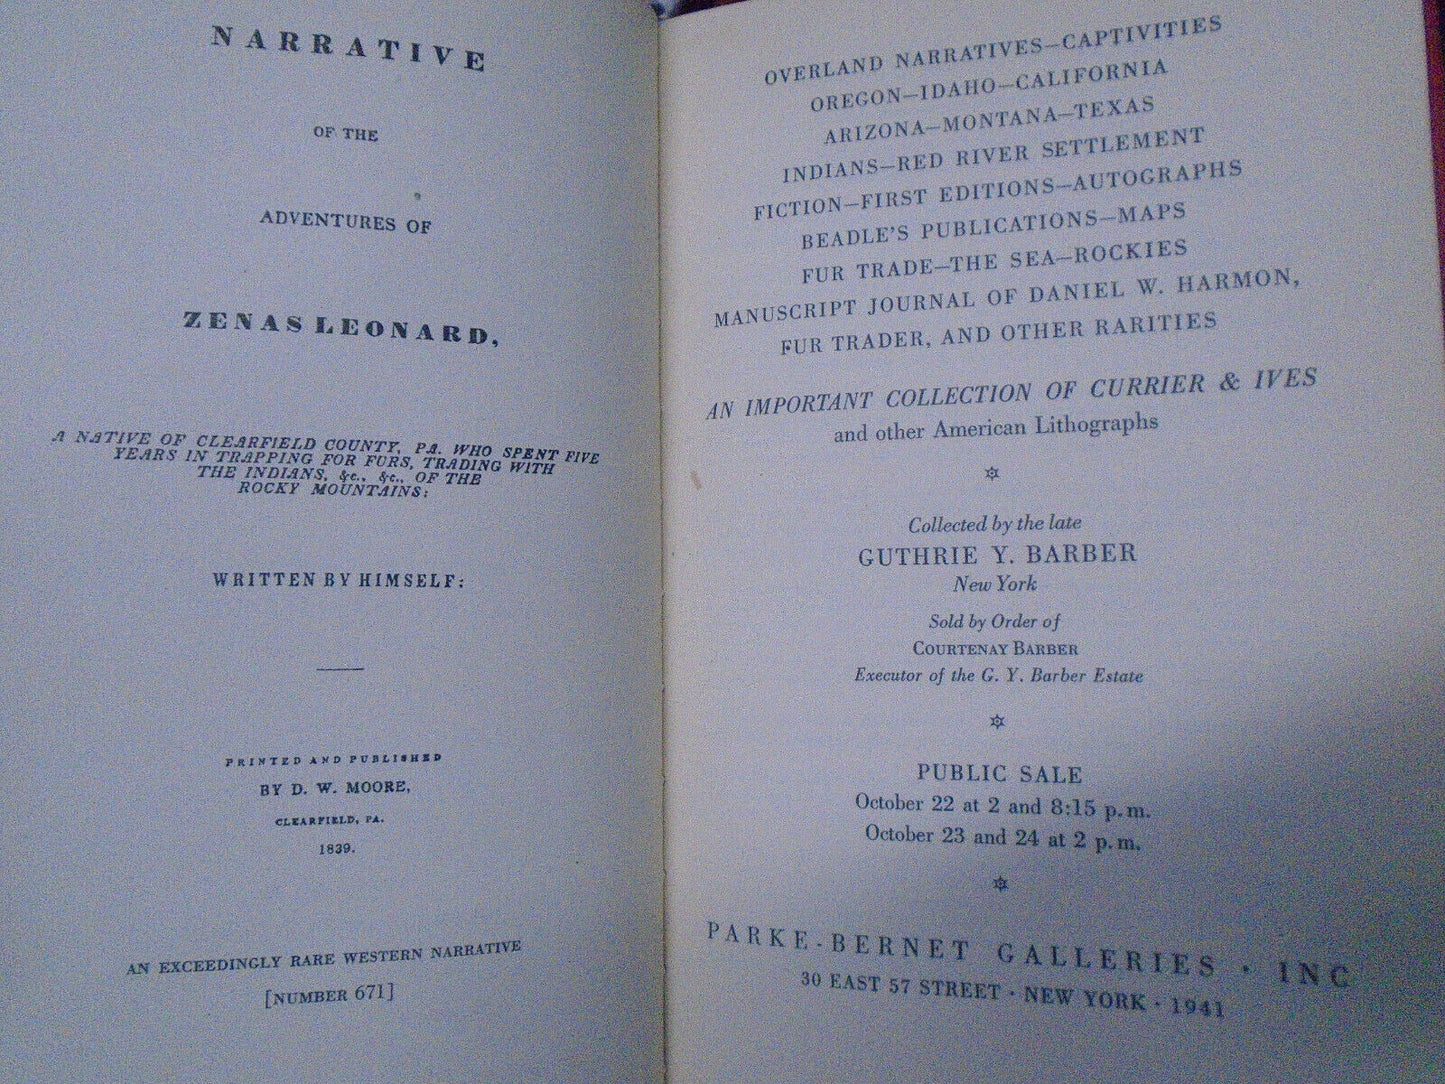 NARRATIVE
OF THE
ADVENTURES OF
ZENAS LEONARD,
A NATIVE OF CLEARFIELD COUNTY, PA. WHO SPENT FIVE
YEARS IN TRAPPING FOR FURS, TRADING WITH
THE INDIANS, &c., &c., OF THE
ROCKY MOUNTAINS:
WRITTEN BY HIMSELF:
PRINTED AND PUBLISHED
BY D. W. MOORE,
CLEARFIELD, PA.
1839.
AN EXCEEDINGLY RARE WESTERN NARRATIVE
[NUMBER 671]
OVERLAND NARRATIVES—CAPTIVITIES
OREGON—IDAHO—CALIFORNIA
ARIZONA—MONTANA—TEXAS
INDIANS—RED RIVER SETTLEMENT
FICTION—FIRST EDITIONS—AUTOGRAPHS
BEADLE'S PUBLICATIONS—MAPS
FUR TRADE—THE SEA—ROCKIES
MANUSCRIPT JOURNAL OF DANIEL W. HARMON,
FUR TRADER, AND OTHER RARITIES
AN IMPORTANT COLLECTION OF CURRIER & IVES
and other American Lithographs
Collected by the late
GUTHRIE Y. BARBER
New York
Sold by Order of
COURTENAY BARBER
Executor of the G. Y. Barber Estate
PUBLIC SALE
October 22 at 2 and 8:15 p.m.
October 23 and 24 at 2 p.m.
PARKE-BERNET GALLERIES · INC
30 EAST 57 STREET · NEW YORK · 1941